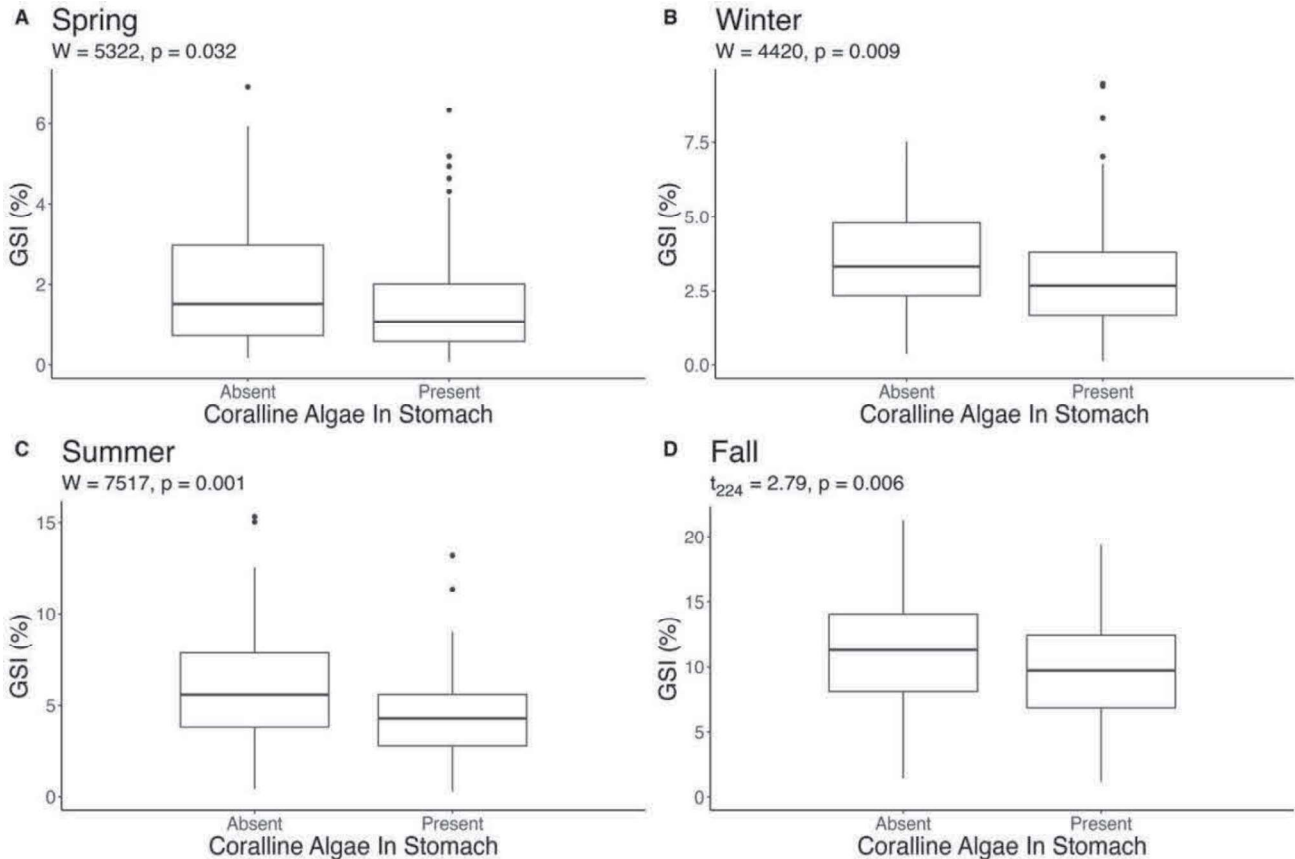 A Spring
W = 5322, p = 0.032
GSI (%)
6
4
2
0
Absent
Present
Coralline Algae In Stomach
B Winter
W = 4420, p = 0.009
GSI (%)
7.5
5.0
2.5
0.0
Absent
Present
Coralline Algae In Stomach
C Summer
W = 7517, p = 0.001
GSI (%)
15
10
5
0
Absent
Present
Coralline Algae In Stomach
D Fall
t224 = 2.79, p = 0.006
GSI (%)
20
15
10
5
0
Absent
Present
Coralline Algae In Stomach